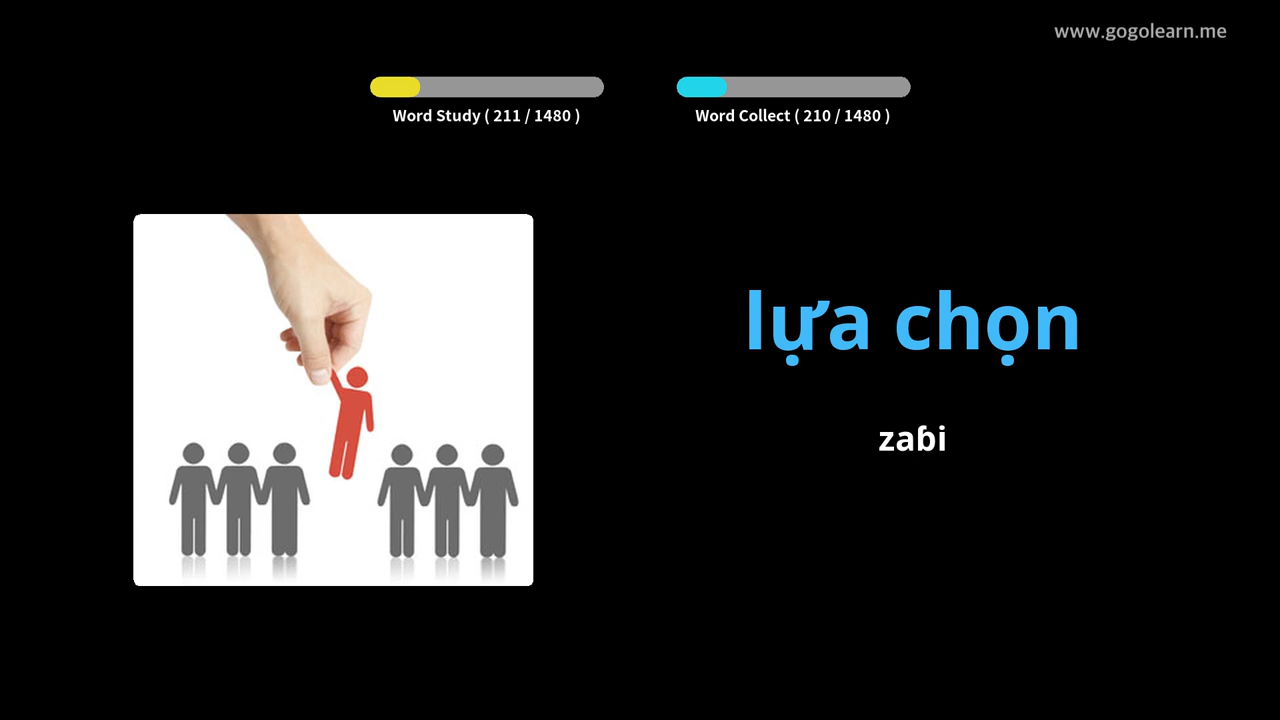 www.gogolearn.me
Word Study ( 211 / 1480 )
Word Collect ( 210 / 1480 )
lựa chọn
zaɓi